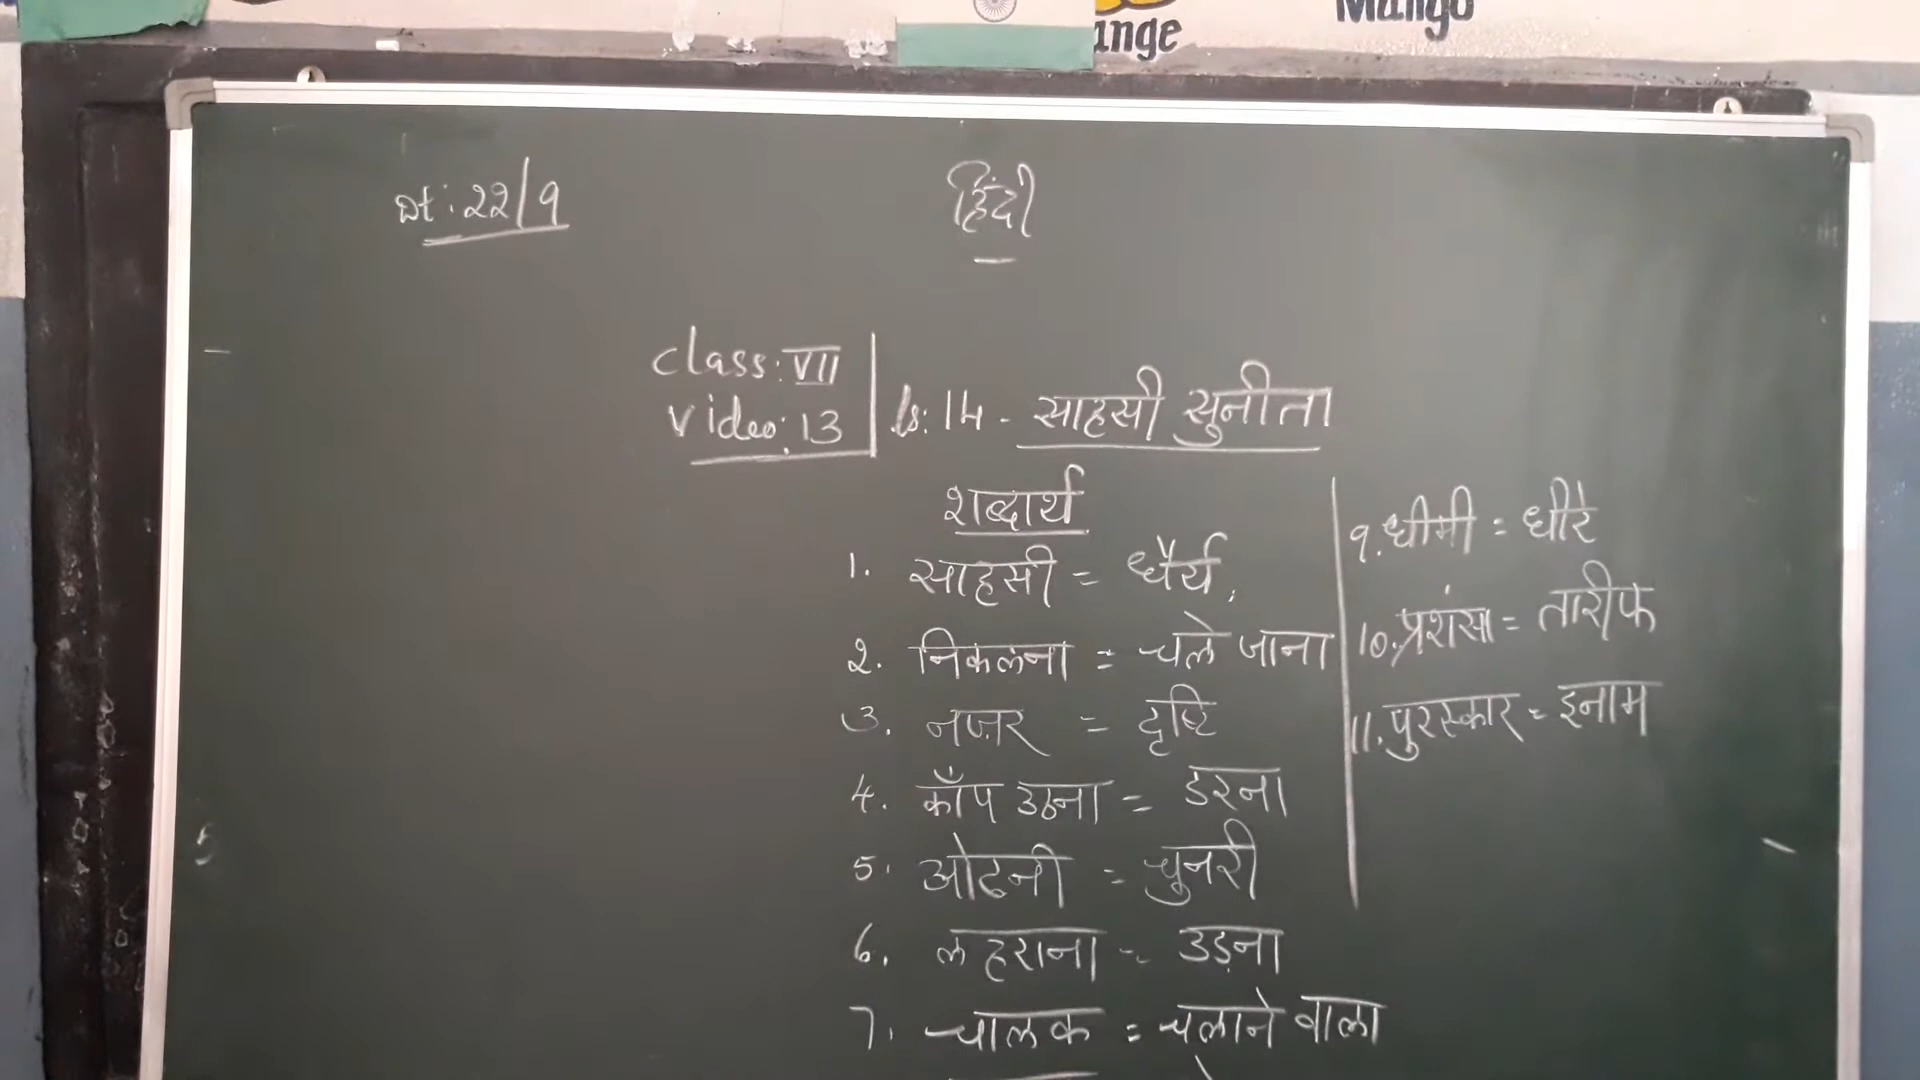 ange
Mango
Dt: 22/9
हिंदी
Class: VII
Video: 13
ls: 14 - साहसी सुनीता
शब्दार्थ
1. साहसी = धैर्य,
2. निकलना = चले जाना
3. नज़र = दृष्टि
4. काँप उठना = डरना
5. ओढनी = चुनरी
6. लहराना - उड़ना
7. चालक = चलाने वाला
9. धीमी = धीरे
10. प्रशंसा = तारीफ
11. पुरस्कार = इनाम